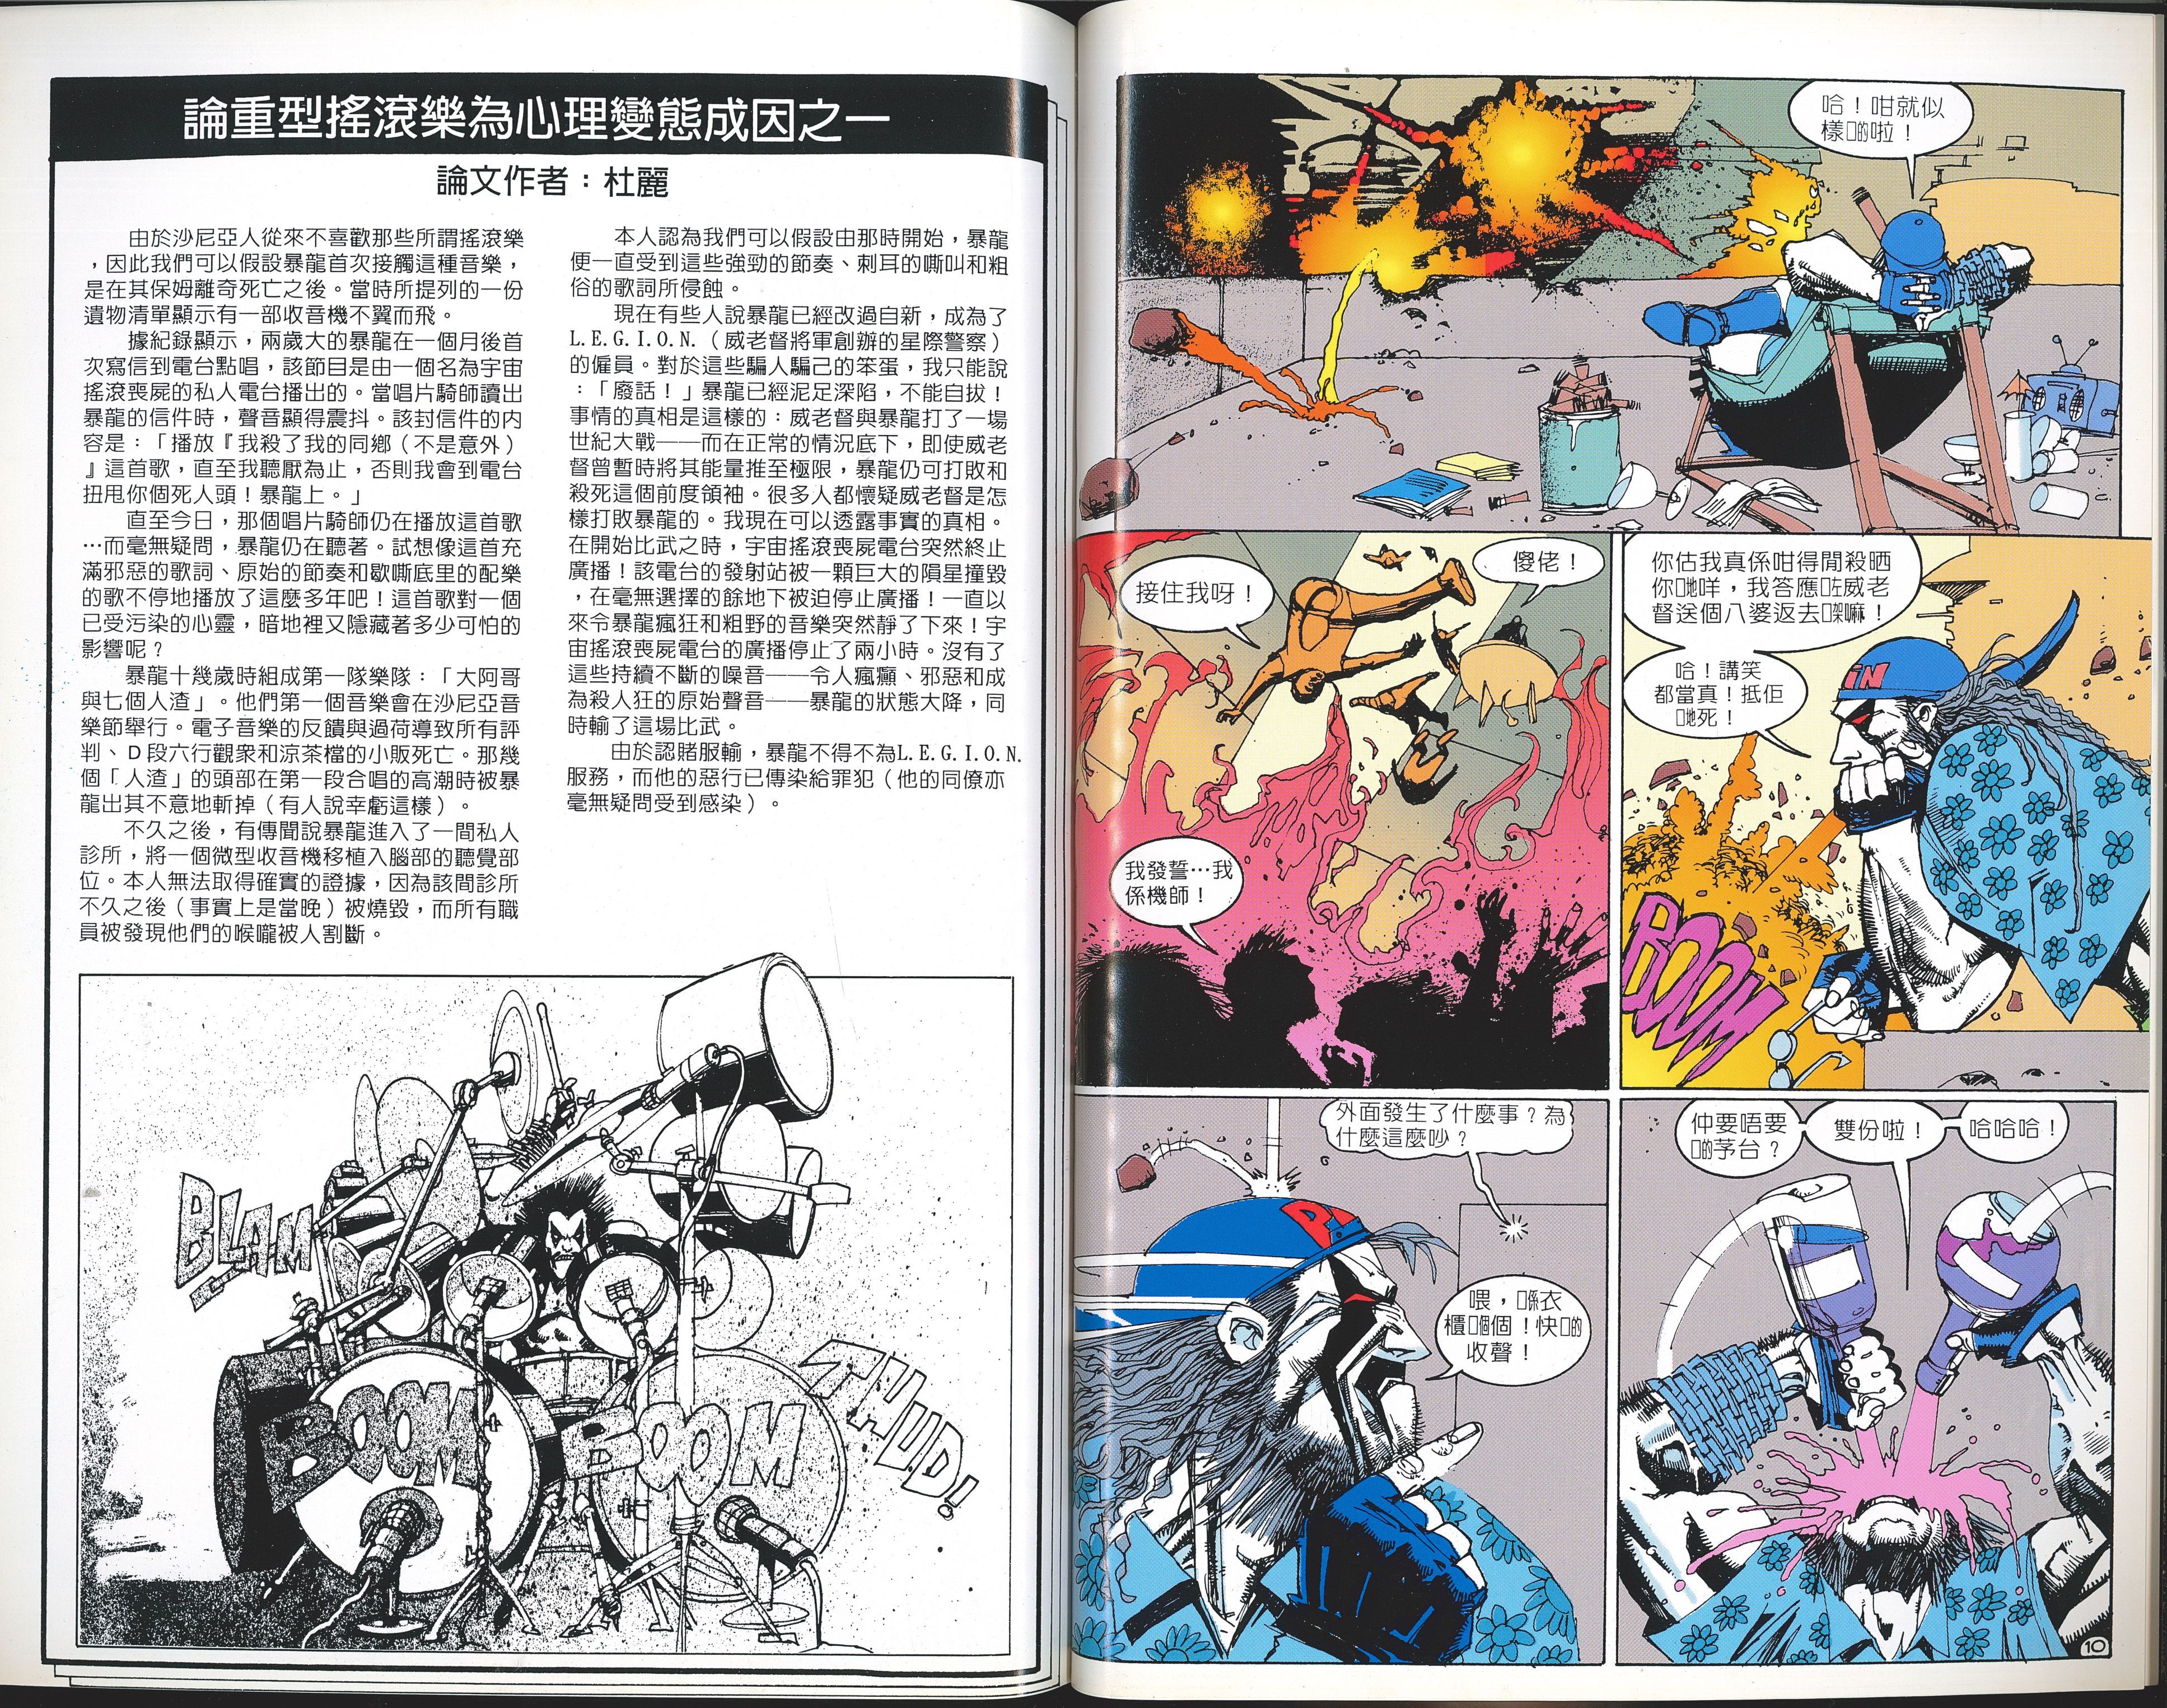 論重型搖滾樂為心理變態成因之一
論文作者：杜麗
由於沙尼亞人從來不喜歡那些所謂搖滾樂
，因此我們可以假設暴龍首次接觸這種音樂，
是在其保姆離奇死亡之後。當時所提列的一份
遺物清單顯示有一部收音機不翼而飛。
據紀錄顯示，兩歲大的暴龍在一個月後首
次寫信到電台點唱，該節目是由一個名為宇宙
搖滾喪屍的私人電台播出的。當唱片騎師讀出
暴龍的信件時，聲音顯得震抖。該封信件的内
容是：「播放『我殺了我的同鄉（不是意外）
』這首歌，直至我聽厭為止，否則我會到電台
扭甩你個死人頭！暴龍上。」
直至今日，那個唱片騎師仍在播放這首歌
…而毫無疑問，暴龍仍在聽著。試想像這首充
滿邪惡的歌詞、原始的節奏和歇嘶底里的配樂
的歌不停地播放了這麼多年吧！這首歌對一個
已受污染的心靈，暗地裡又隱藏著多少可怕的
影響呢？
暴龍十幾歲時組成第一隊樂隊：「大阿哥
與七個人渣」。他們第一個音樂會在沙尼亞音
樂節舉行。電子音樂的反饋與過荷導致所有評
判、D段六行觀衆和涼茶檔的小販死亡。那幾
個「人渣」的頭部在第一段合唱的高潮時被暴
龍出其不意地斬掉（有人說幸虧這樣）。
不久之後，有傳聞說暴龍進入了一間私人
診所，將一個微型收音機移植入腦部的聽覺部
位。本人無法取得確實的證據，因為該間診所
不久之後（事實上是當晚）被燒毀，而所有職
員被發現他們的喉嚨被人割斷。
本人認為我們可以假設由那時開始，暴龍
便一直受到這些強勁的節奏、刺耳的嘶叫和粗
俗的歌詞所侵蝕。
現在有些人說暴龍已經改過自新，成為了
L.E.G.I.O.N.（威老督將軍創辦的星際警察）
的僱員。對於這些騙人騙己的笨蛋，我只能說
：「廢話！」暴龍已經泥足深陷，不能自拔！
事情的真相是這樣的：威老督與暴龍打了一場
世紀大戰——而在正常的情況底下，即使威老
督曾暫時將其能量推至極限，暴龍仍可打敗和
殺死這個前度領袖。很多人都懷疑威老督是怎
樣打敗暴龍的。我現在可以透露事實的真相。
在開始比武之時，宇宙搖滾喪屍電台突然終止
廣播！該電台的發射站被一顆巨大的隕星撞毀
，在毫無選擇的餘地下被迫停止廣播！一直以
來令暴龍瘋狂和粗野的音樂突然靜了下來！宇
宙搖滾喪屍電台的廣播停止了兩小時。沒有了
這些持續不斷的噪音——令人瘋癲、邪惡和成
為殺人狂的原始聲音——暴龍的狀態大降，同
時輸了這場比武。
由於認賭服輸，暴龍不得不為L.E.G.I.O.N.
服務，而他的惡行已傳染給罪犯（他的同僚亦
毫無疑問受到感染）。
BLAM
BOOM
BOOM
THUD!
哈！咁就似
樣啲啦！
接住我呀！
傻佬！
我發誓…我
係機師！
你估我真係咁得閒殺晒
你哋咩，我答應咗威老
督送個八婆返去㗎嘛！
哈！講笑
都當真！抵佢
哋死！
iN
BOOM
外面發生了什麼事？為
什麼這麼吵？
喂，喺衣
櫃嗰個！快啲
收聲！
仲要唔要
啲茅台？
雙份啦！
哈哈哈！
10